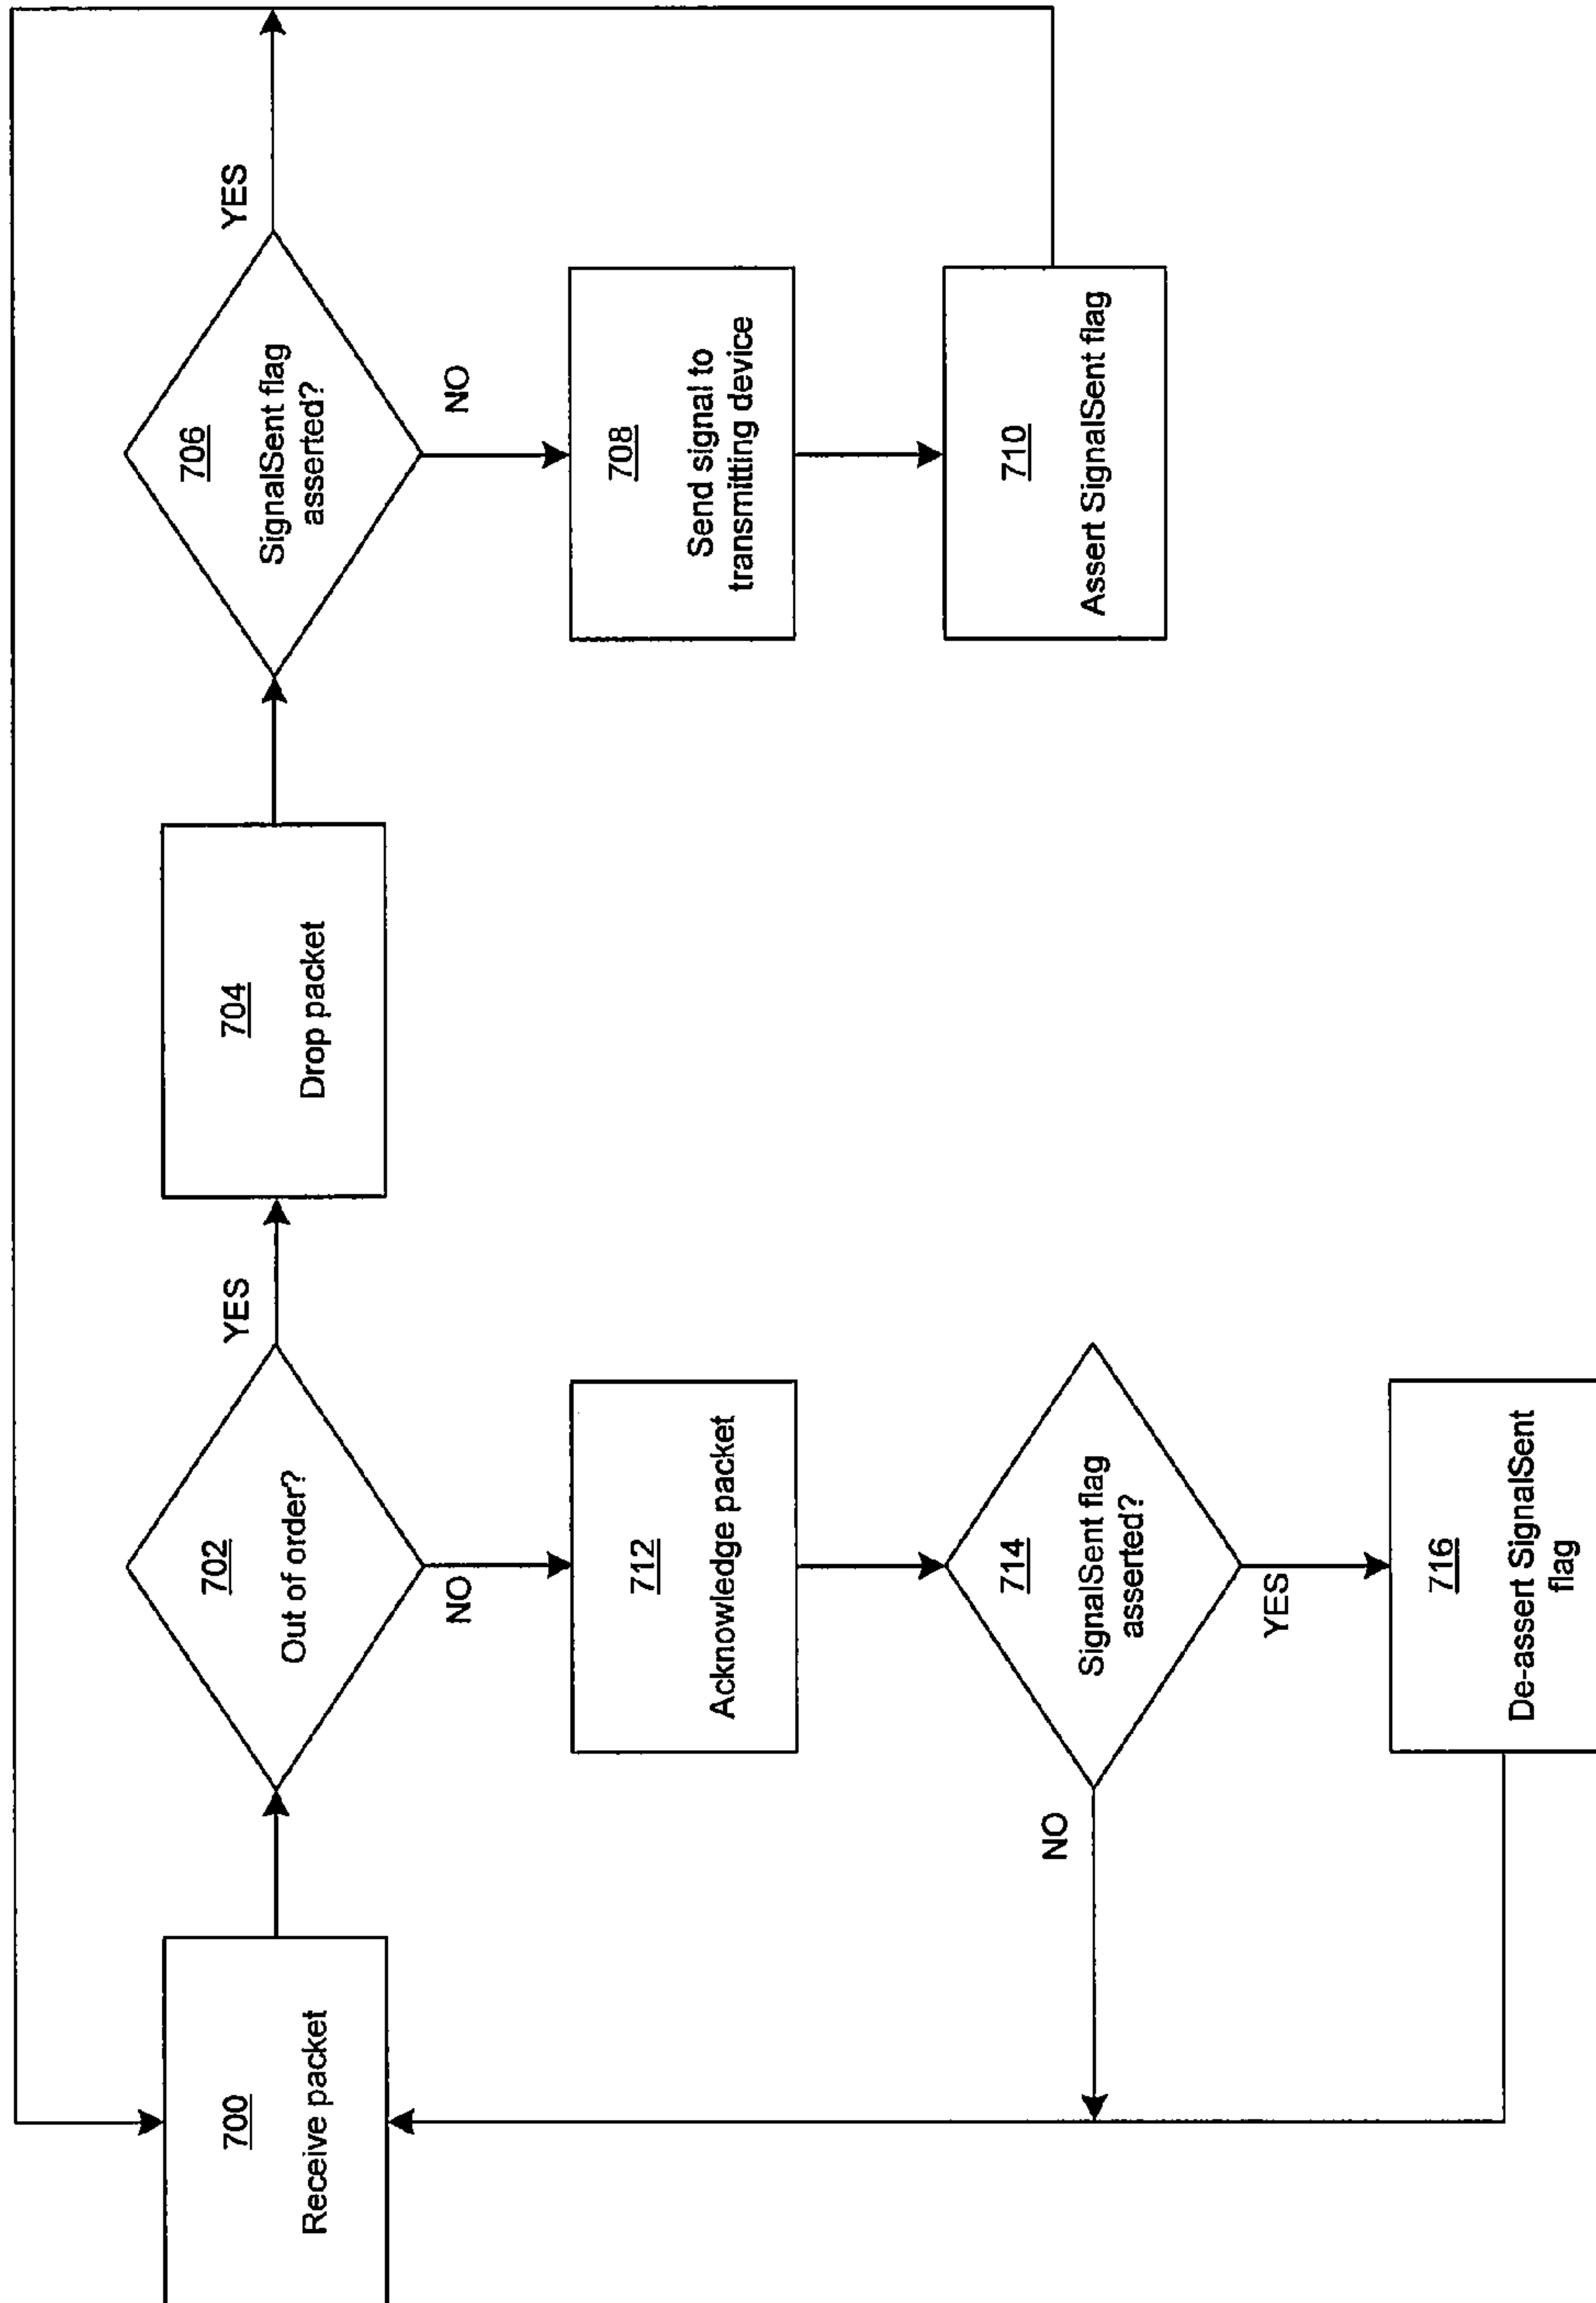 700
Receive packet
702
Out of order?
YES
NO
704
Drop packet
706
SignalSent flag
asserted?
YES
NO
708
Send signal to
transmitting device
710
Assert SignalSent flag
712
Acknowledge packet
714
SignalSent flag
asserted?
NO
YES
716
De-assert SignalSent
flag